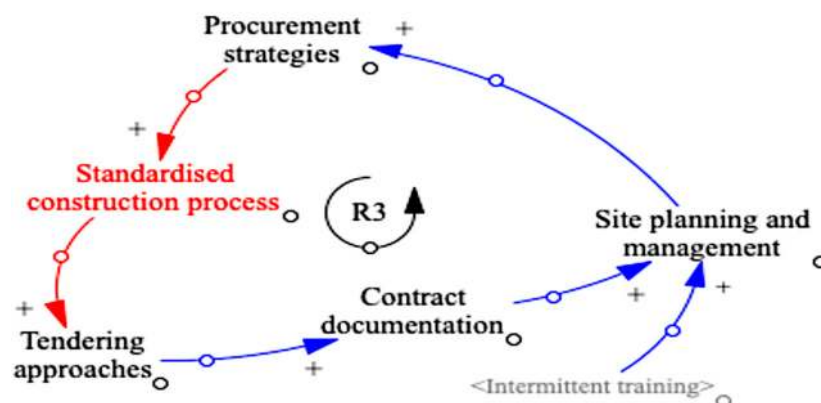 Procurement
strategies
+
+
Standardised
construction process
R3
Site planning and
management
Contract
documentation
+
+
+
Tendering
approaches
+
<Intermittent training>